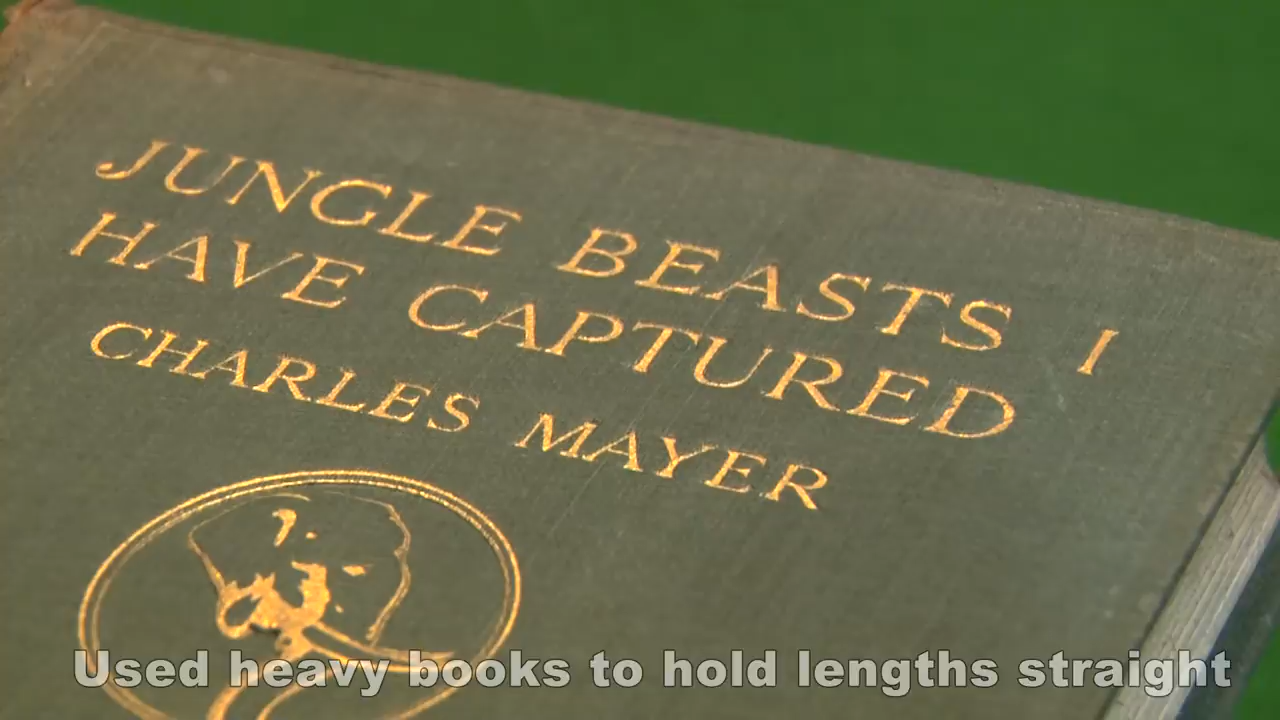 JUNGLE BEASTS I
HAVE CAPTURED
CHARLES MAYER
Used heavy books to hold lengths straight